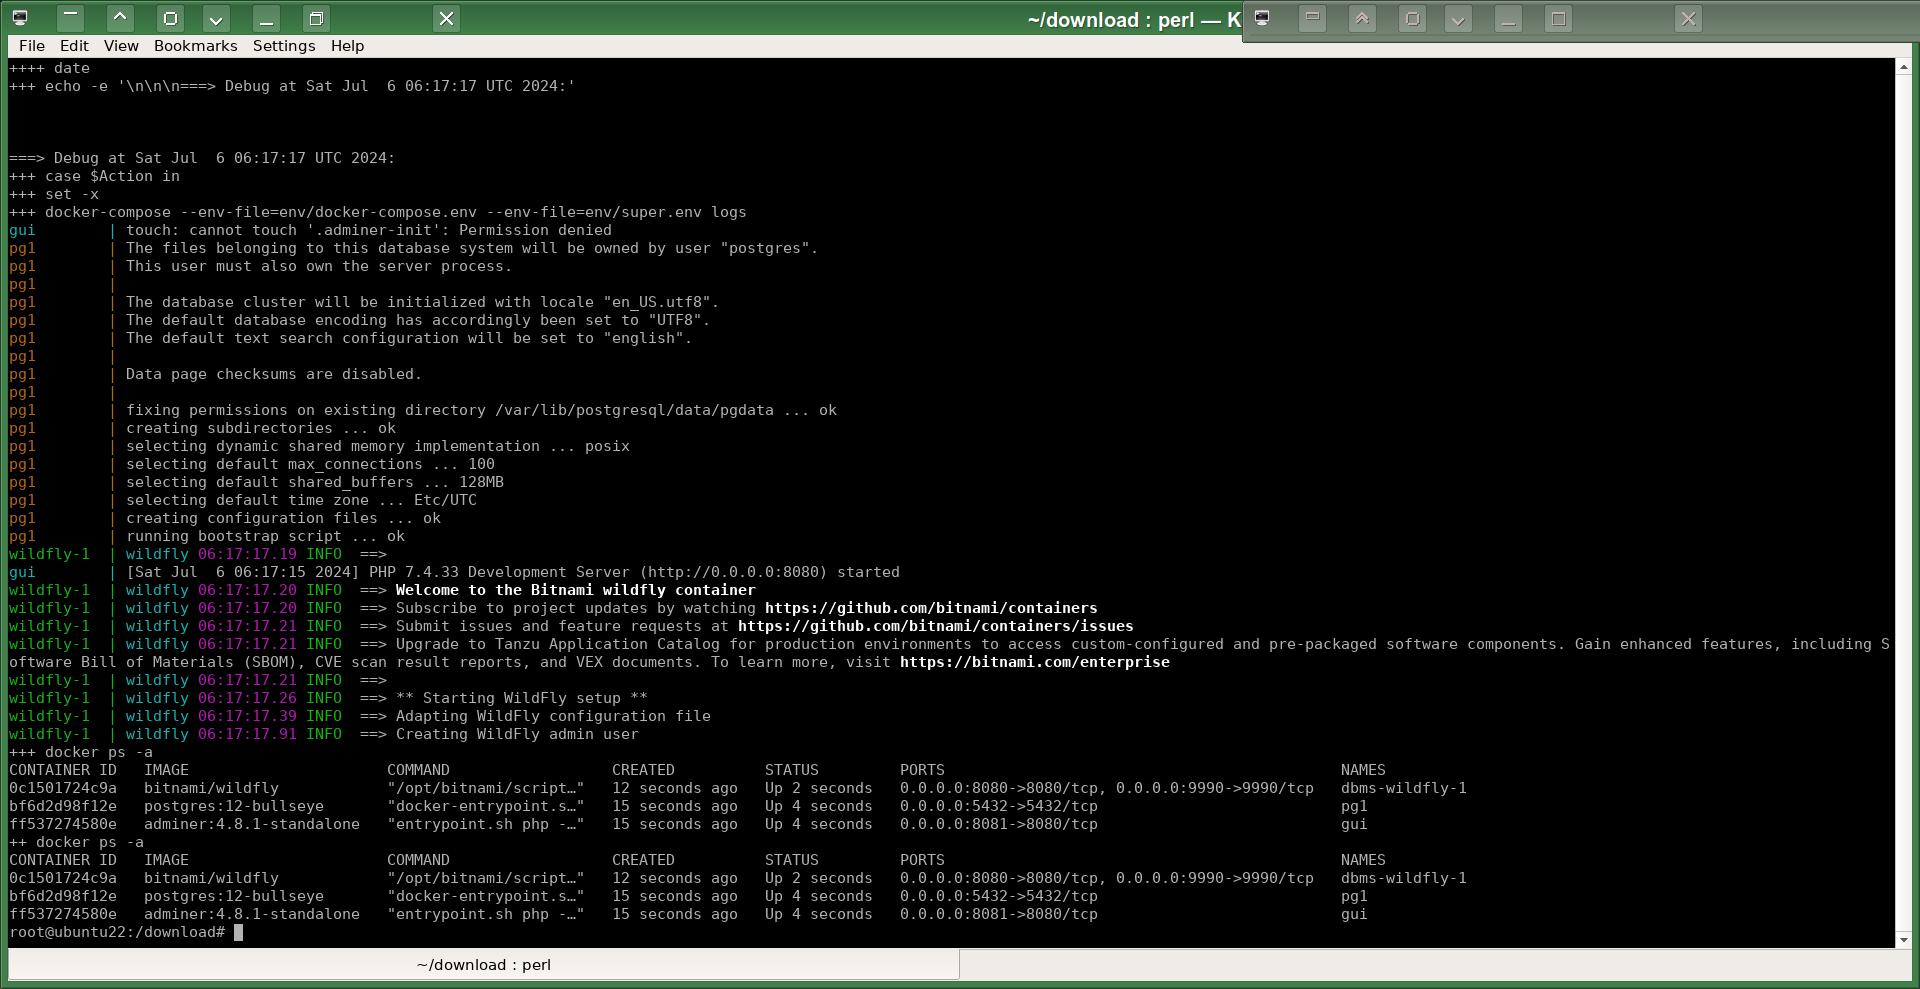 ~/download : perl — K
File Edit View Bookmarks Settings Help
++++ date
+++ echo -e '\n\n\n===> Debug at Sat Jul  6 06:17:17 UTC 2024:'
===> Debug at Sat Jul  6 06:17:17 UTC 2024:
+++ case $Action in
+++ set -x
+++ docker-compose --env-file=env/docker-compose.env --env-file=env/super.env logs
gui        | touch: cannot touch '.adminer-init': Permission denied
pg1        | The files belonging to this database system will be owned by user "postgres".
pg1        | This user must also own the server process.
pg1        |
pg1        | The database cluster will be initialized with locale "en_US.utf8".
pg1        | The default database encoding has accordingly been set to "UTF8".
pg1        | The default text search configuration will be set to "english".
pg1        |
pg1        | Data page checksums are disabled.
pg1        |
pg1        | fixing permissions on existing directory /var/lib/postgresql/data/pgdata ... ok
pg1        | creating subdirectories ... ok
pg1        | selecting dynamic shared memory implementation ... posix
pg1        | selecting default max_connections ... 100
pg1        | selecting default shared_buffers ... 128MB
pg1        | selecting default time zone ... Etc/UTC
pg1        | creating configuration files ... ok
pg1        | running bootstrap script ... ok
wildfly-1  | wildfly 06:17:17.19 INFO  ==>
gui        | [Sat Jul  6 06:17:15 2024] PHP 7.4.33 Development Server (http://0.0.0.0:8080) started
wildfly-1  | wildfly 06:17:17.20 INFO  ==> Welcome to the Bitnami wildfly container
wildfly-1  | wildfly 06:17:17.20 INFO  ==> Subscribe to project updates by watching https://github.com/bitnami/containers
wildfly-1  | wildfly 06:17:17.21 INFO  ==> Submit issues and feature requests at https://github.com/bitnami/containers/issues
wildfly-1  | wildfly 06:17:17.21 INFO  ==> Upgrade to Tanzu Application Catalog for production environments to access custom-configured and pre-packaged software components. Gain enhanced features, including S
oftware Bill of Materials (SBOM), CVE scan result reports, and VEX documents. To learn more, visit https://bitnami.com/enterprise
wildfly-1  | wildfly 06:17:17.21 INFO  ==>
wildfly-1  | wildfly 06:17:17.26 INFO  ==> ** Starting WildFly setup **
wildfly-1  | wildfly 06:17:17.39 INFO  ==> Adapting WildFly configuration file
wildfly-1  | wildfly 06:17:17.91 INFO  ==> Creating WildFly admin user
+++ docker ps -a
CONTAINER ID   IMAGE                      COMMAND                  CREATED          STATUS         PORTS                                            NAMES
0c1501724c9a   bitnami/wildfly            "/opt/bitnami/script…"   12 seconds ago   Up 2 seconds   0.0.0.0:8080->8080/tcp, 0.0.0.0:9990->9990/tcp   dbms-wildfly-1
bf6d2d98f12e   postgres:12-bullseye       "docker-entrypoint.s…"   15 seconds ago   Up 4 seconds   0.0.0.0:5432->5432/tcp                           pg1
ff537274580e   adminer:4.8.1-standalone   "entrypoint.sh php -…"   15 seconds ago   Up 4 seconds   0.0.0.0:8081->8080/tcp                           gui
++ docker ps -a
CONTAINER ID   IMAGE                      COMMAND                  CREATED          STATUS         PORTS                                            NAMES
0c1501724c9a   bitnami/wildfly            "/opt/bitnami/script…"   12 seconds ago   Up 2 seconds   0.0.0.0:8080->8080/tcp, 0.0.0.0:9990->9990/tcp   dbms-wildfly-1
bf6d2d98f12e   postgres:12-bullseye       "docker-entrypoint.s…"   15 seconds ago   Up 4 seconds   0.0.0.0:5432->5432/tcp                           pg1
ff537274580e   adminer:4.8.1-standalone   "entrypoint.sh php -…"   15 seconds ago   Up 4 seconds   0.0.0.0:8081->8080/tcp                           gui
root@ubuntu22:/download#
~/download : perl